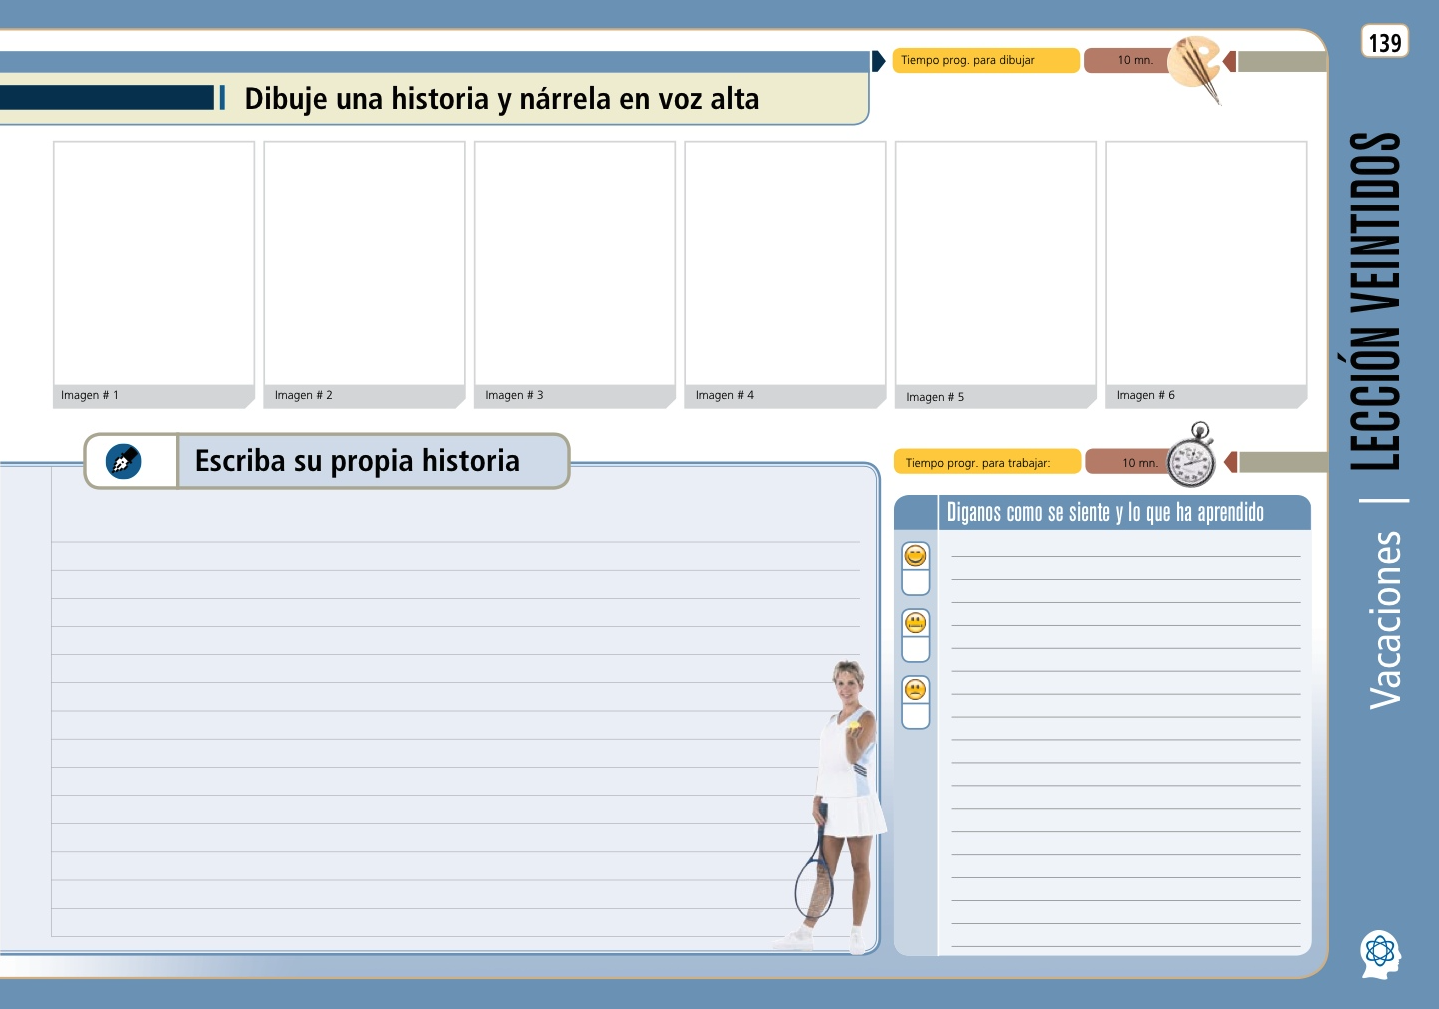 139
Tiempo prog. para dibujar
10 mn.
Dibuje una historia y nárrela en voz alta
Imagen # 1
Imagen # 2
Imagen # 3
Imagen # 4
Imagen # 5
Imagen # 6
Escriba su propia historia
Tiempo progr. para trabajar:
10 mn.
Diganos como se siente y lo que ha aprendido
LECCIÓN VEINTIDOS
Vacaciones